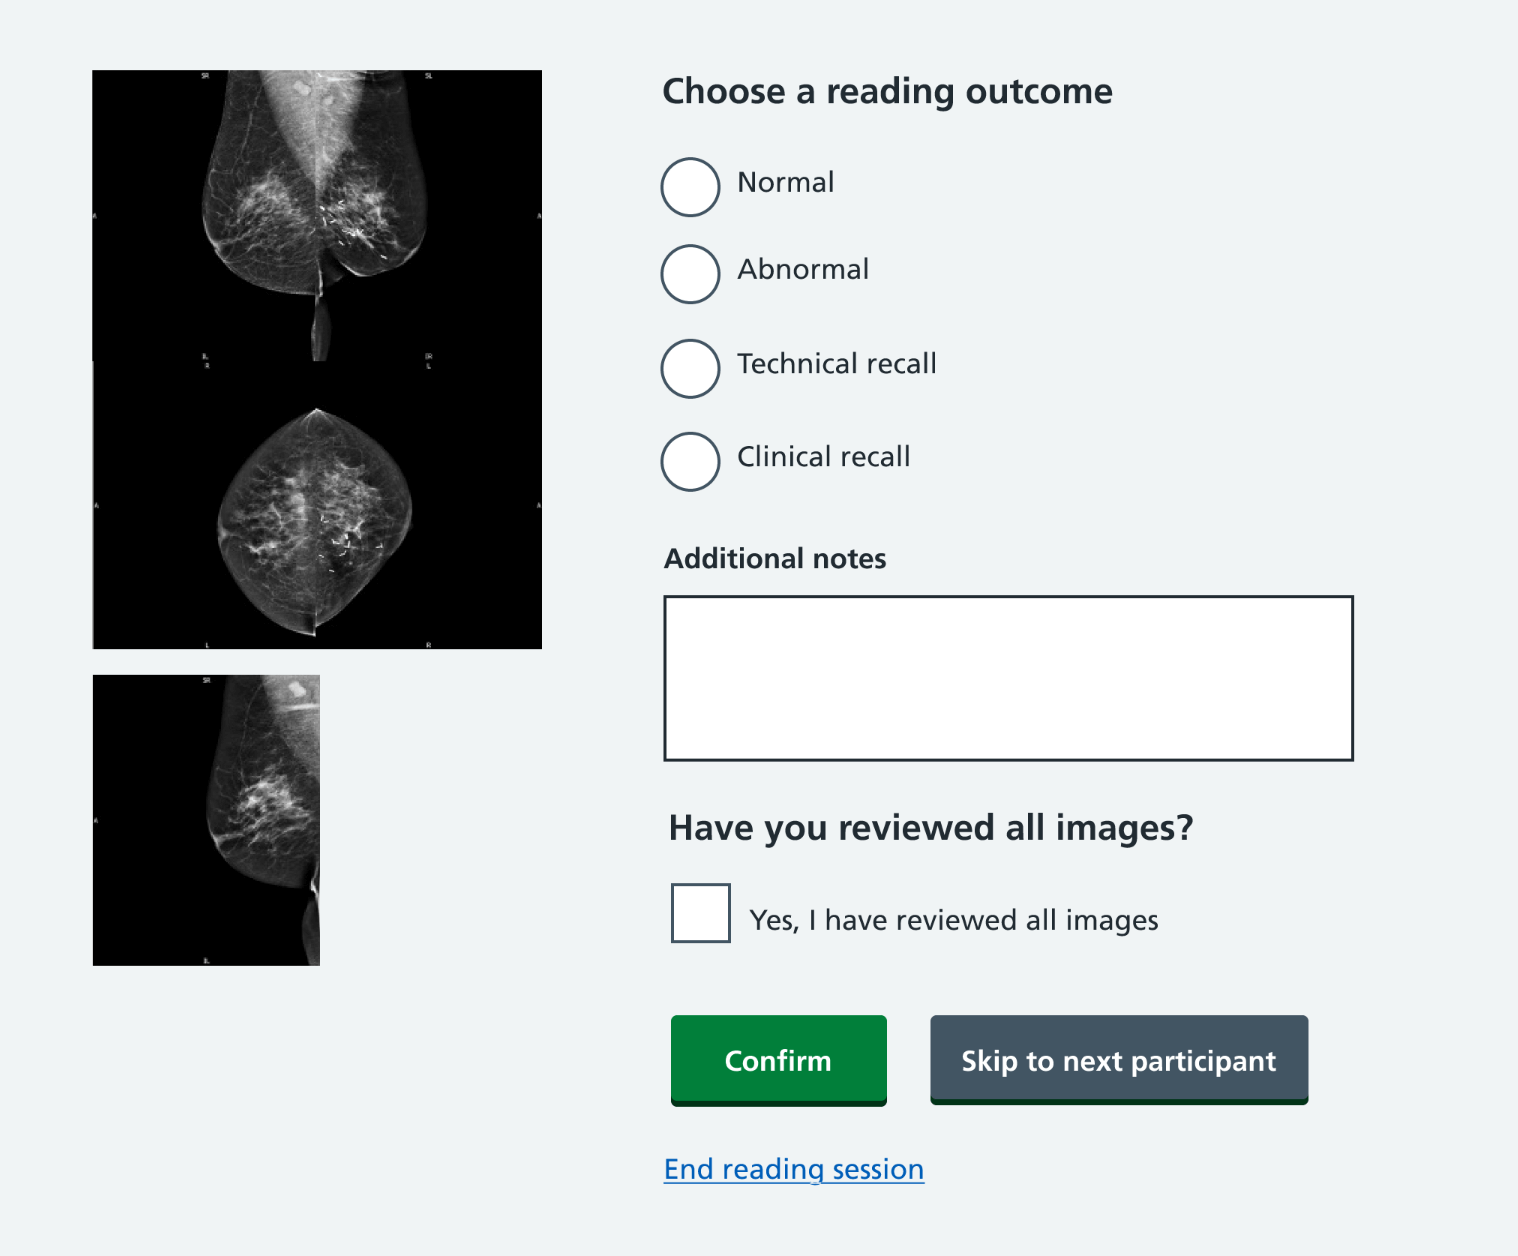 Choose a reading outcome
Normal
Abnormal
Technical recall
Clinical recall
Additional notes
Have you reviewed all images?
Yes, I have reviewed all images
Confirm
Skip to next participant
End reading session